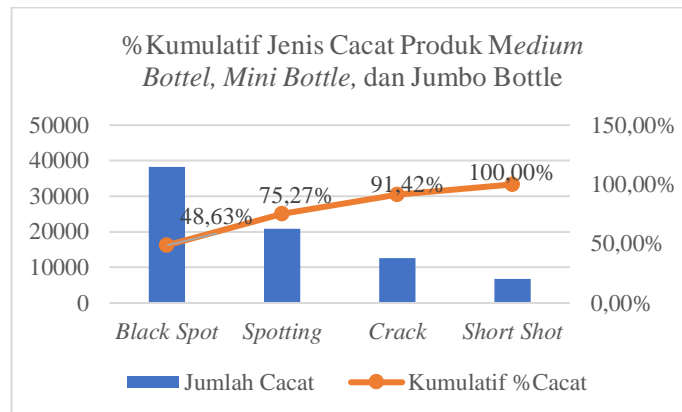 %Kumulatif Jenis Cacat Produk Medium
Bottel, Mini Bottle, dan Jumbo Bottle
50000
40000
30000
20000
10000
0
150,00%
100,00%
50,00%
0,00%
48,63%
75,27%
91,42%
100,00%
Black Spot
Spotting
Crack
Short Shot
Jumlah Cacat
Kumulatif %Cacat